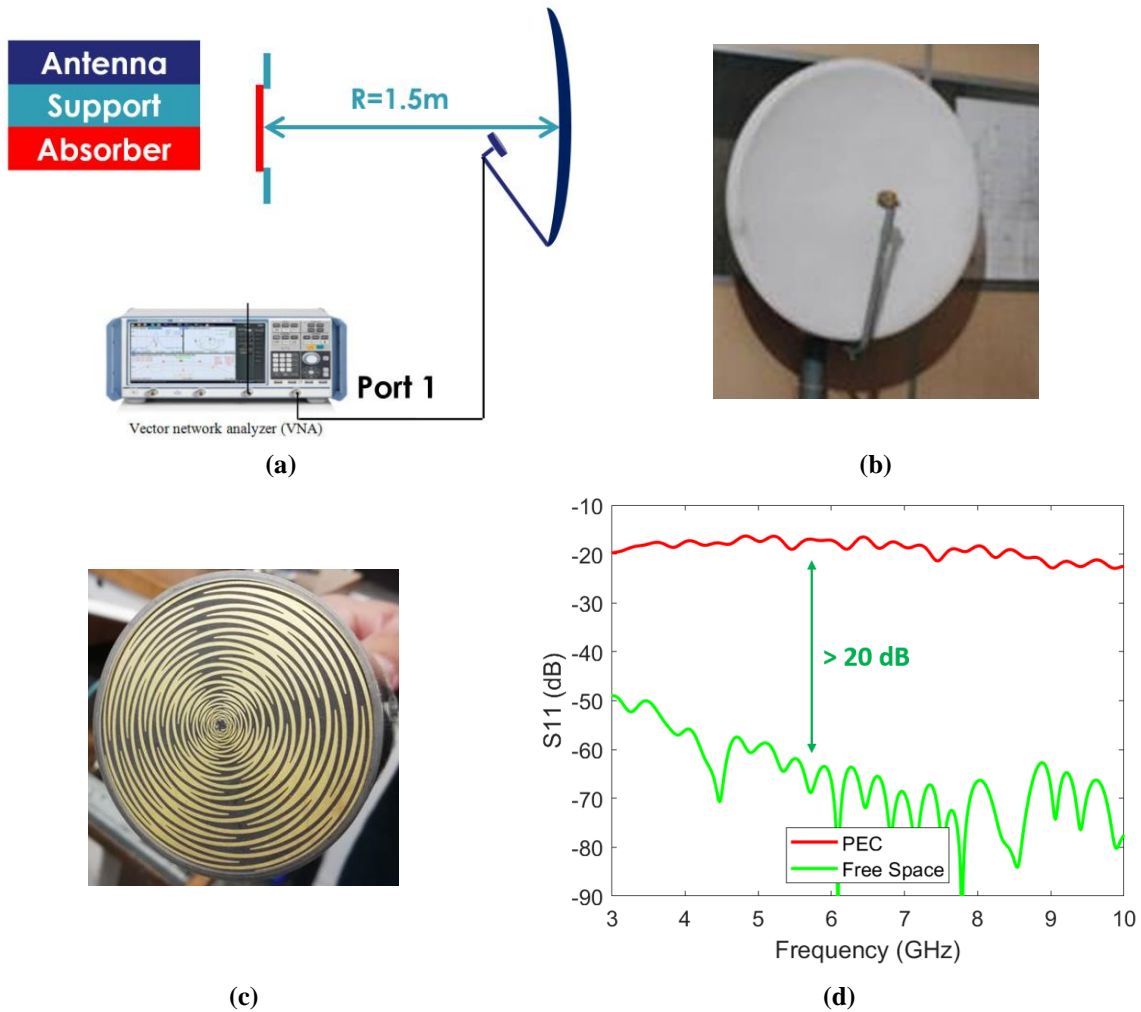 Antenna
Support
Absorber
R=1.5m
Port 1
Vector network analyzer (VNA)
(a)
(b)
-10
-20
-30
-40
-50
-60
-70
-80
-90
S11 (dB)
> 20 dB
PEC
Free Space
3 4 5 6 7 8 9 10
Frequency (GHz)
(c)
(d)